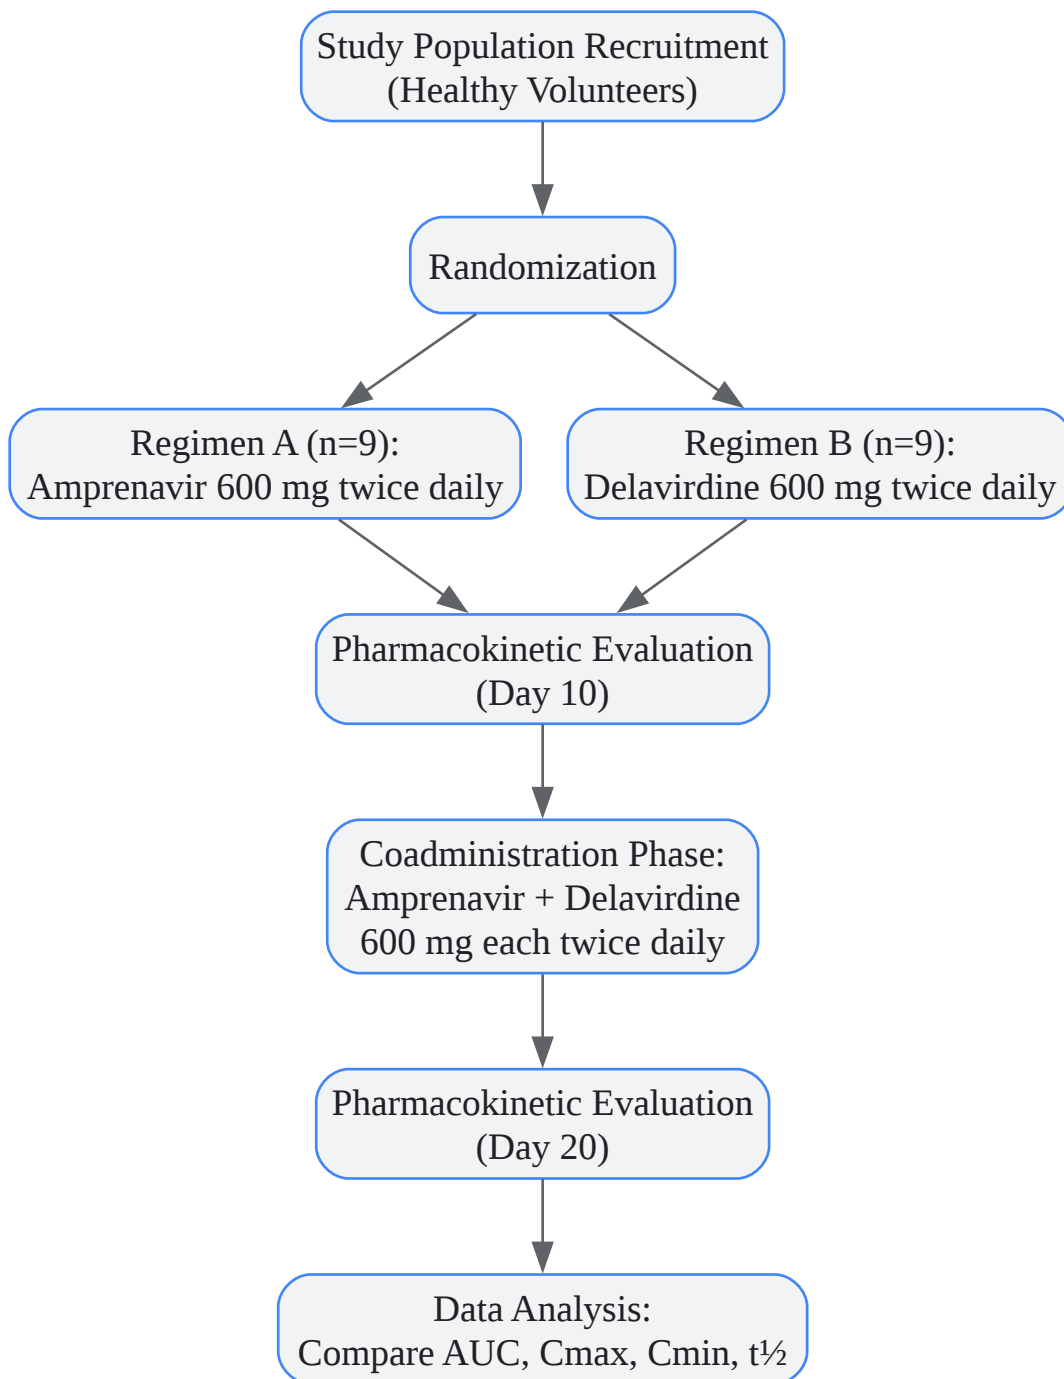 Study Population Recruitment
(Healthy Volunteers)
Randomization
Regimen A (n=9):
Amprenavir 600 mg twice daily
Regimen B (n=9):
Delavirdine 600 mg twice daily
Pharmacokinetic Evaluation
(Day 10)
Coadministration Phase:
Amprenavir + Delavirdine
600 mg each twice daily
Pharmacokinetic Evaluation
(Day 20)
Data Analysis:
Compare AUC, Cmax, Cmin, t½